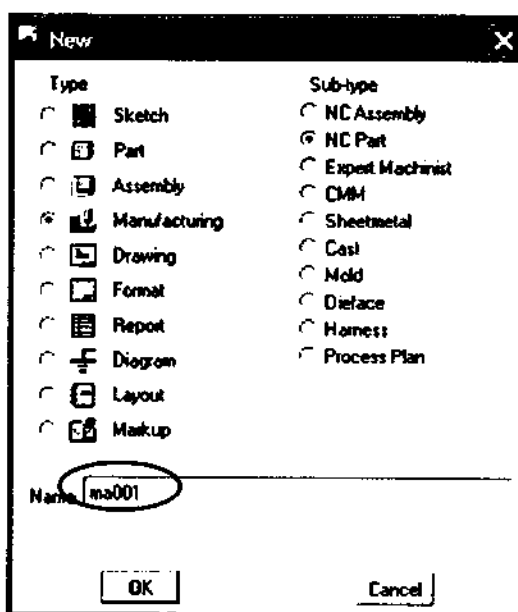 New
Type
Sketch
Part
Assembly
Manufacturing
Drawing
Format
Report
Diagram
Layout
Markup
Sub-type
NC Assembly
NC Part
Expert Machinist
CMM
Sheetmetal
Cast
Mold
Dieface
Harness
Process Plan
Name ma001
OK Cancel